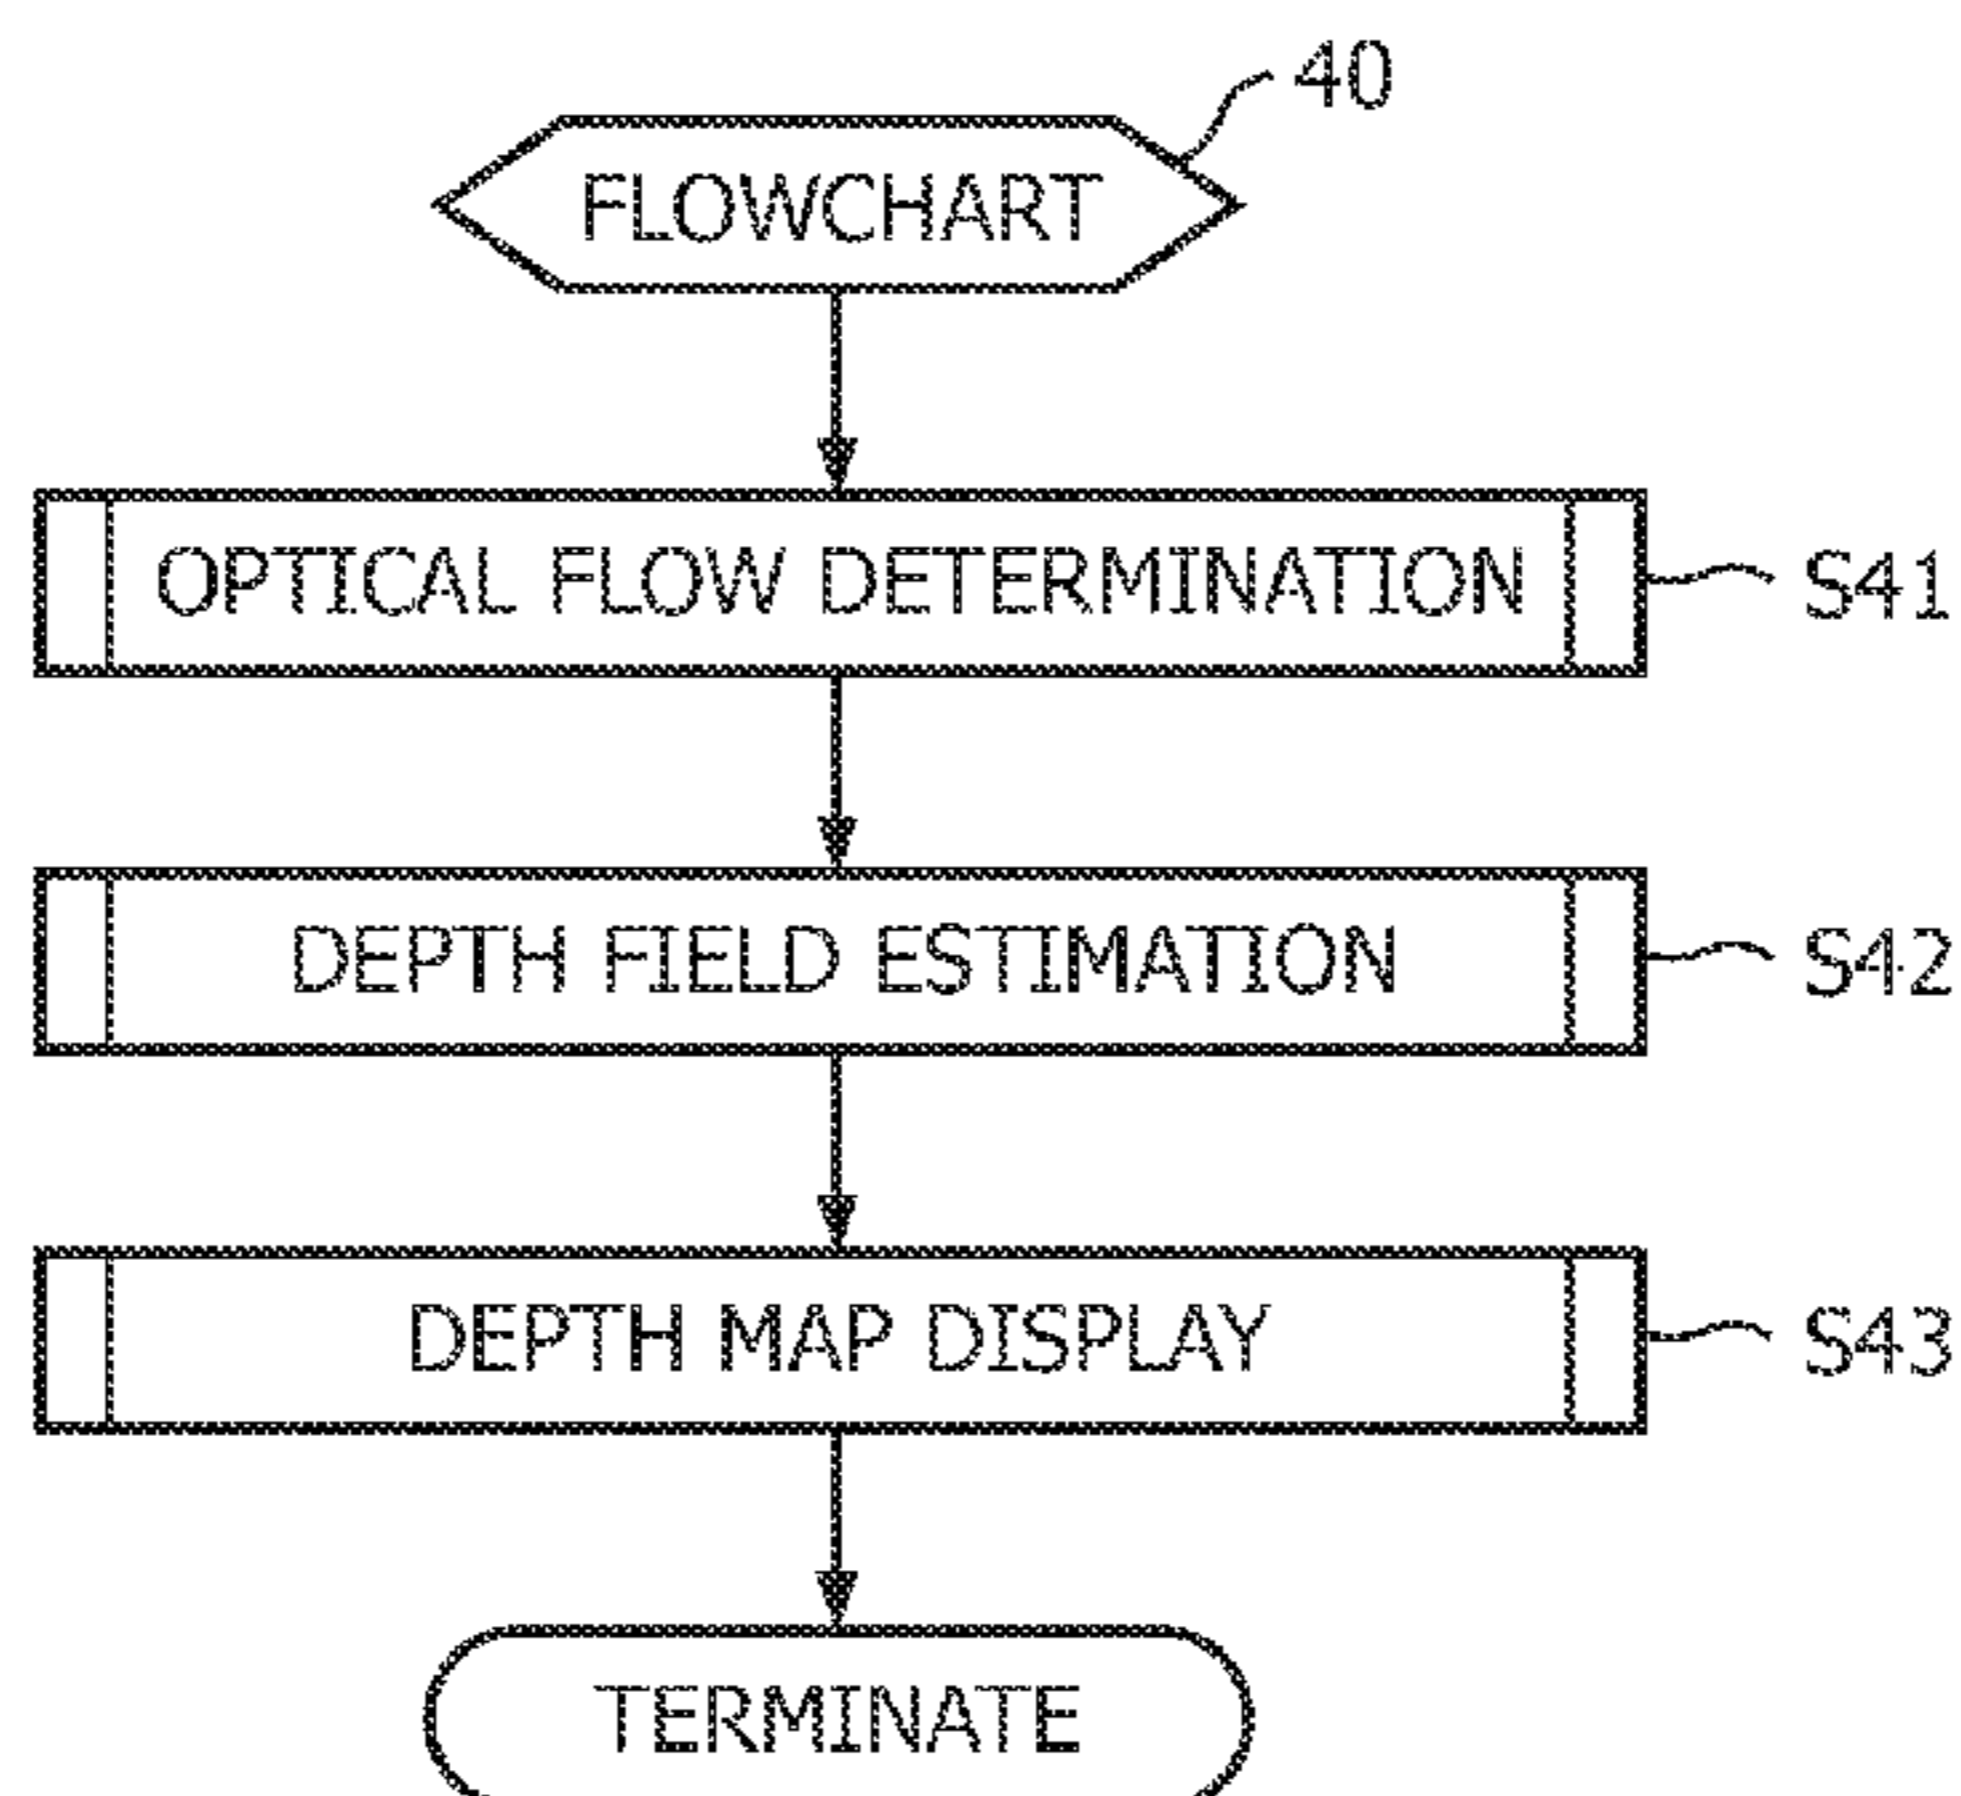 40
FLOWCHART
OPTICAL FLOW DETERMINATION
S41
DEPTH FIELD ESTIMATION
S42
DEPTH MAP DISPLAY
S43
TERMINATE